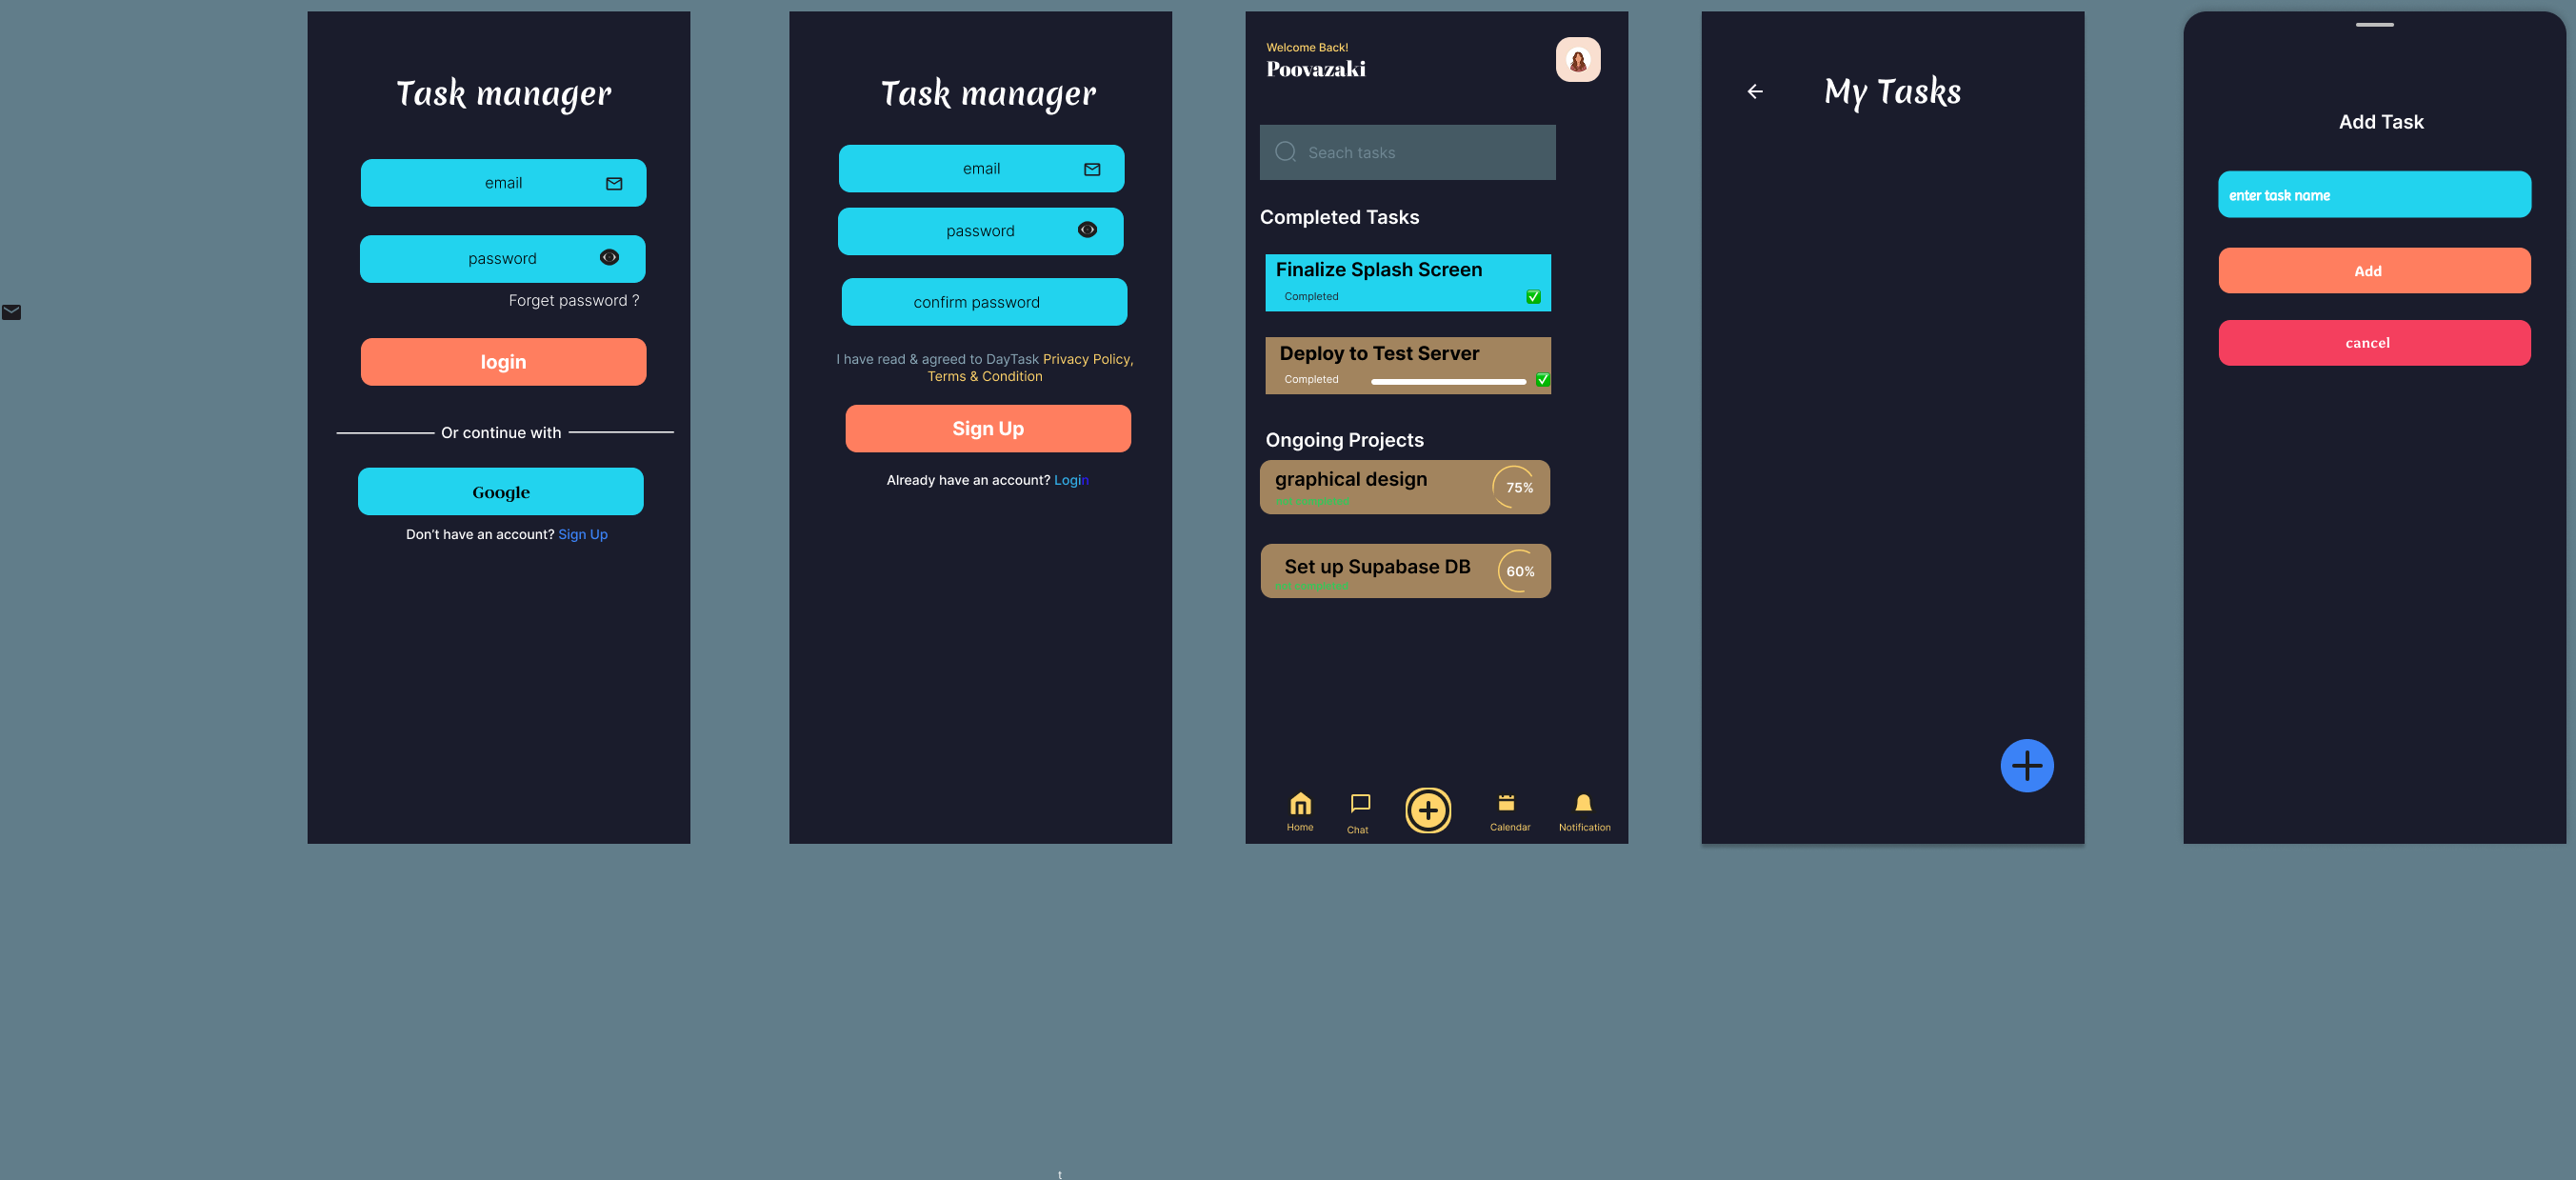 Task manager
email
password
Forget password ?
login
Or continue with
Google
Don't have an account? Sign Up
Task manager
email
password
confirm password
I have read & agreed to DayTask Privacy Policy,
Terms & Condition
Sign Up
Already have an account? Login
Welcome Back!
Poovazaki
Seach tasks
Completed Tasks
Finalize Splash Screen
Completed
Deploy to Test Server
Completed
Ongoing Projects
graphical design
75%
not completed
Set up Supabase DB
60%
not completed
Home
Chat
Calendar
Notification
My Tasks
Add Task
enter task name
Add
cancel
t